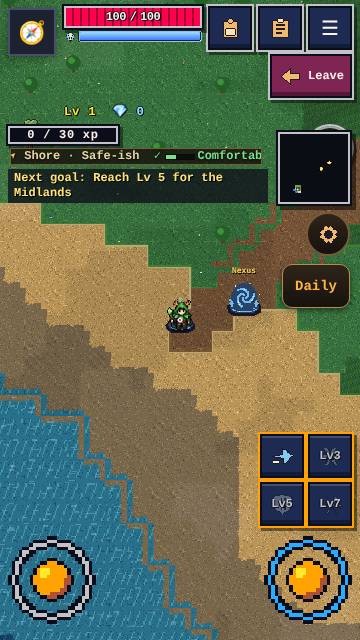 100 / 100
Leave
Lv 1 0
0 / 30 xp
Shore · Safe-ish ✓ Comfortab
Next goal: Reach Lv 5 for the
Midlands
Nexus
Daily
Lv3
Lv5 Lv7